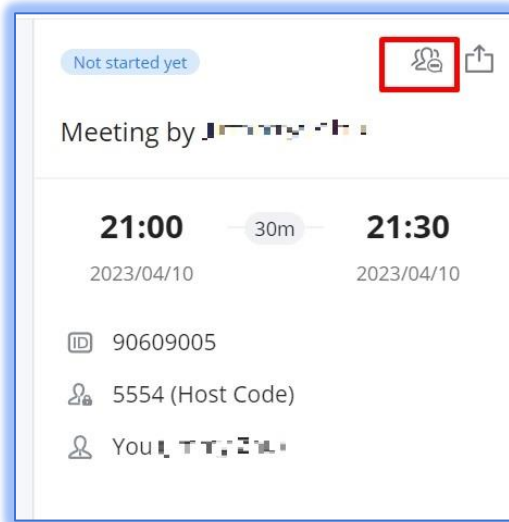 Not started yet
Meeting by
21:00 30m 21:30
2023/04/10 2023/04/10
ID 90609005
5554 (Host Code)
You